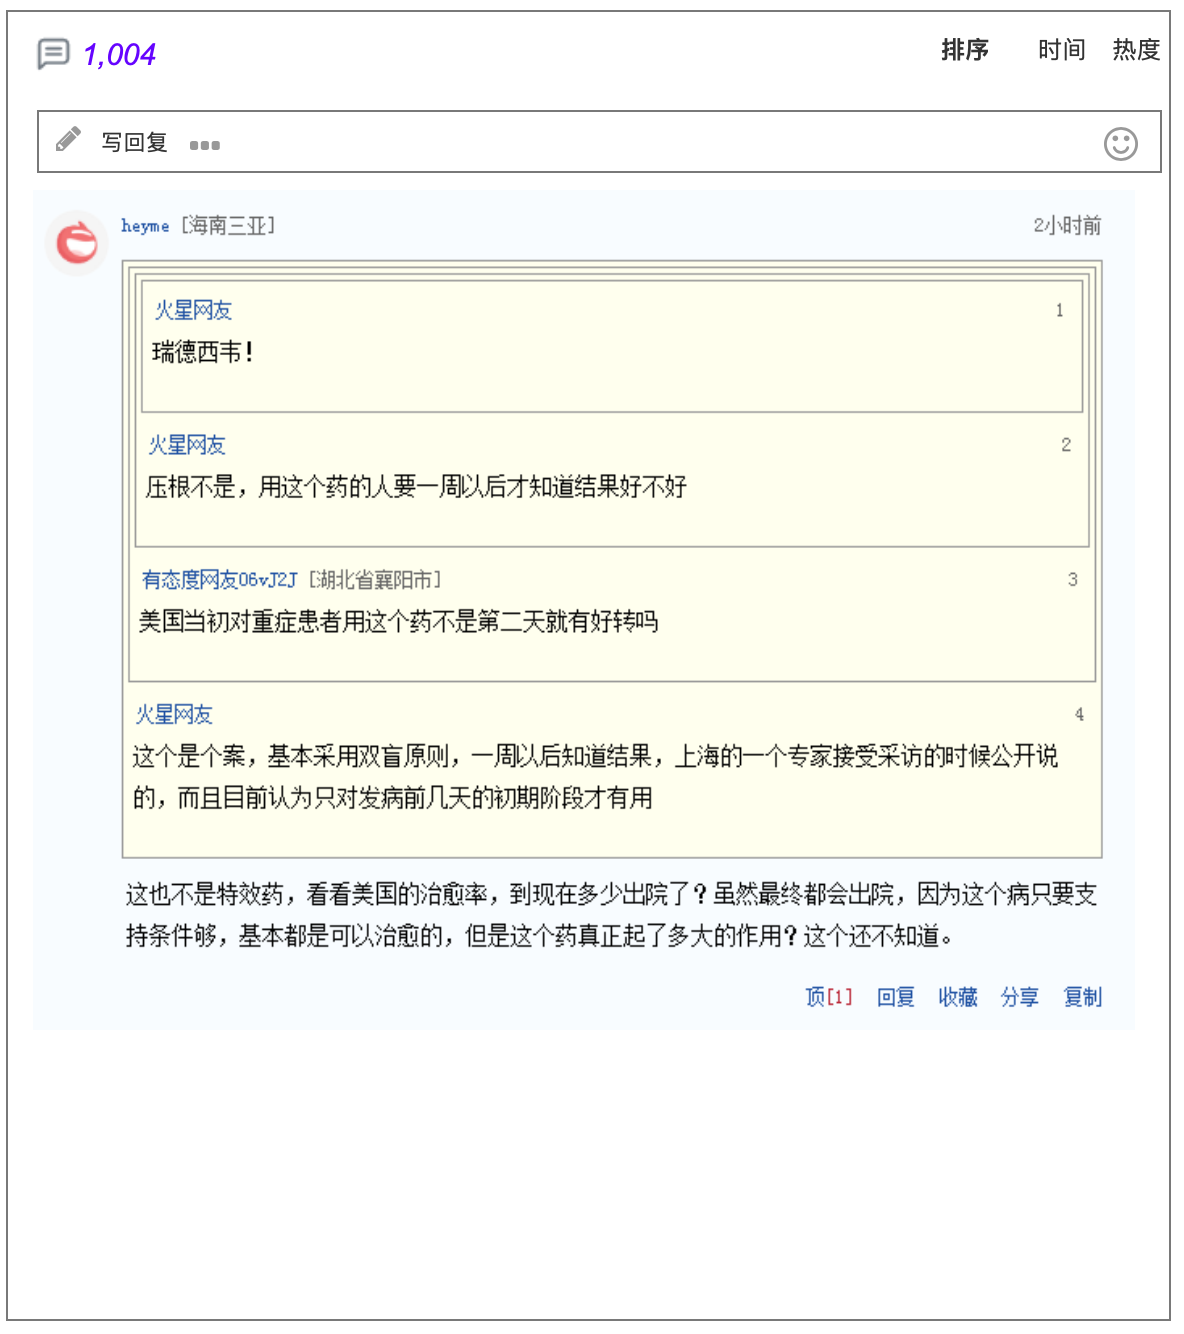 1,004
排序 时间 热度
写回复
heyme [海南三亚] 2小时前
火星网友 1
瑞德西韦!
火星网友 2
压根不是，用这个药的人要一周以后才知道结果好不好
有态度网友06vJ2J [湖北省襄阳市] 3
美国当初对重症患者用这个药不是第二天就有好转吗
火星网友 4
这个是个案，基本采用双盲原则，一周以后知道结果，上海的一个专家接受采访的时候公开说
的，而且目前认为只对发病前几天的初期阶段才有用
这也不是特效药，看看美国的治愈率，到现在多少出院了？虽然最终都会出院，因为这个病只要支
持条件够，基本都是可以治愈的，但是这个药真正起了多大的作用？这个还不知道。
顶[1] 回复 收藏 分享 复制